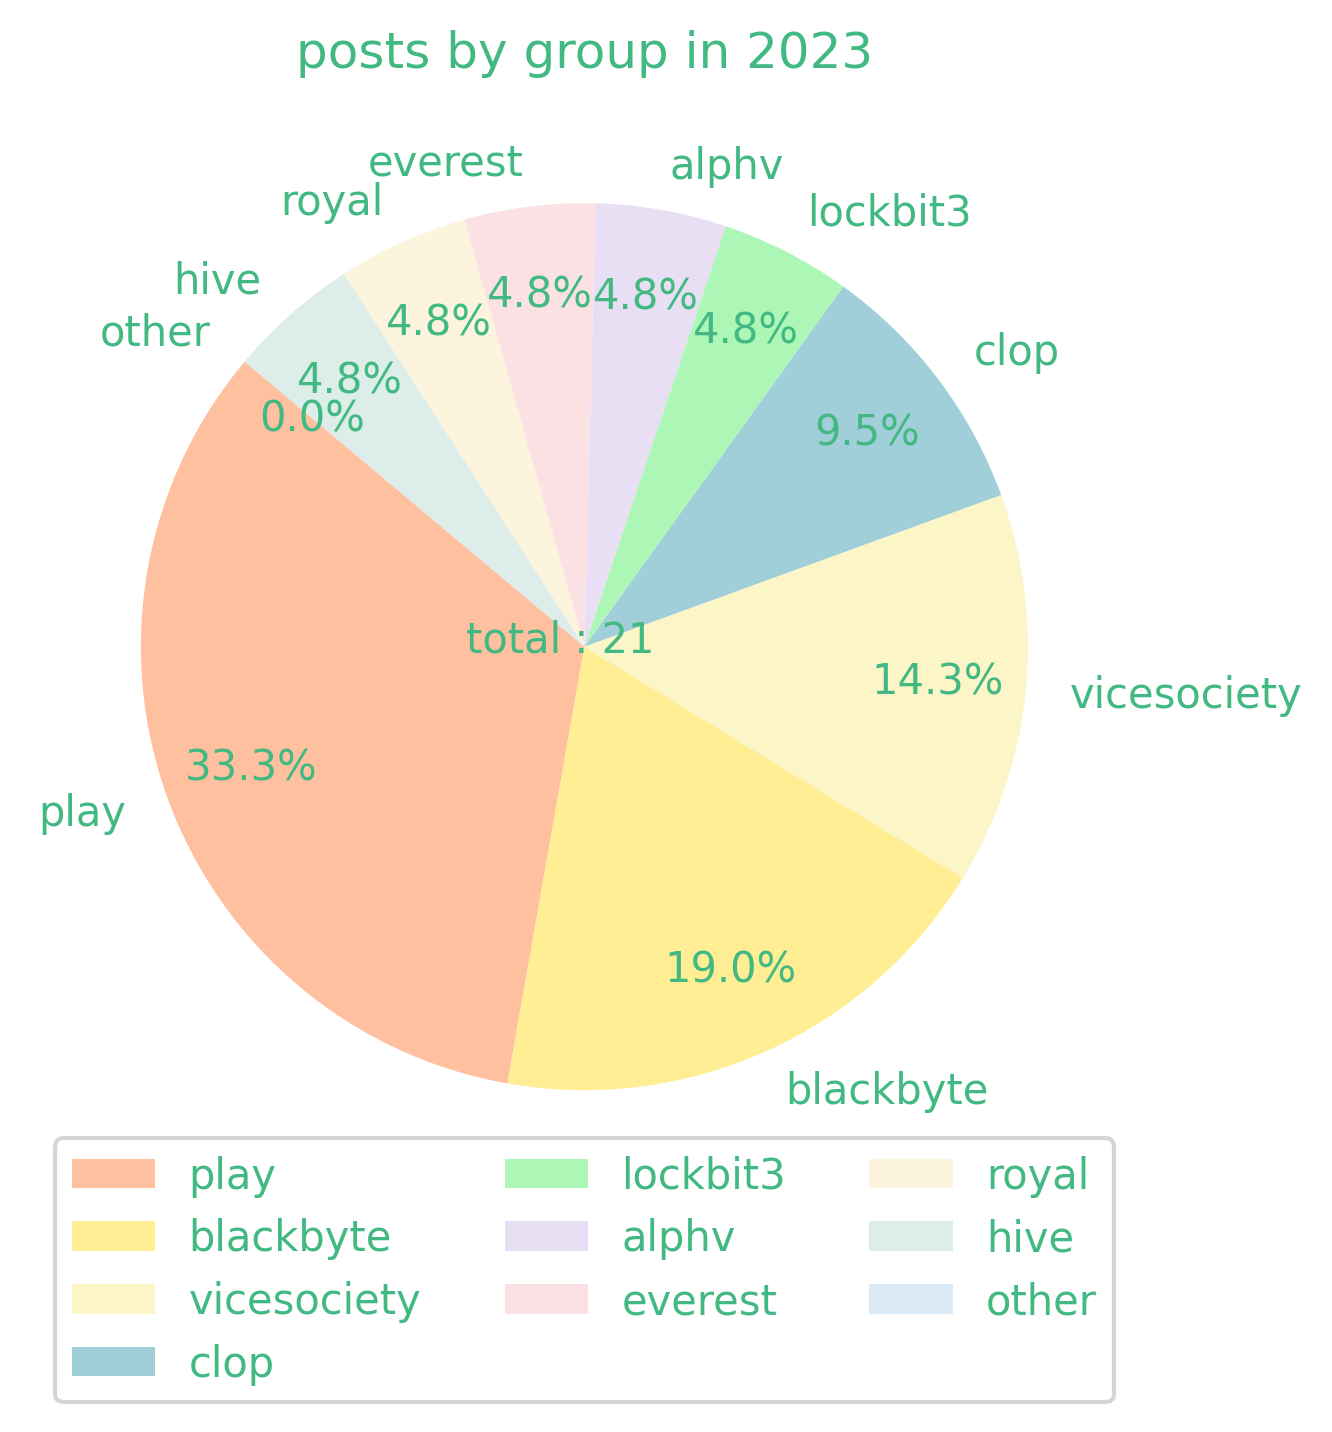 posts by group in 2023
everest
alphv
royal
lockbit3
hive
other
clop
4.8%
4.8%
4.8%
4.8%
4.8%
0.0%
9.5%
total : 21
14.3%
vicesociety
33.3%
play
19.0%
blackbyte
play
blackbyte
vicesociety
clop
lockbit3
alphv
everest
royal
hive
other